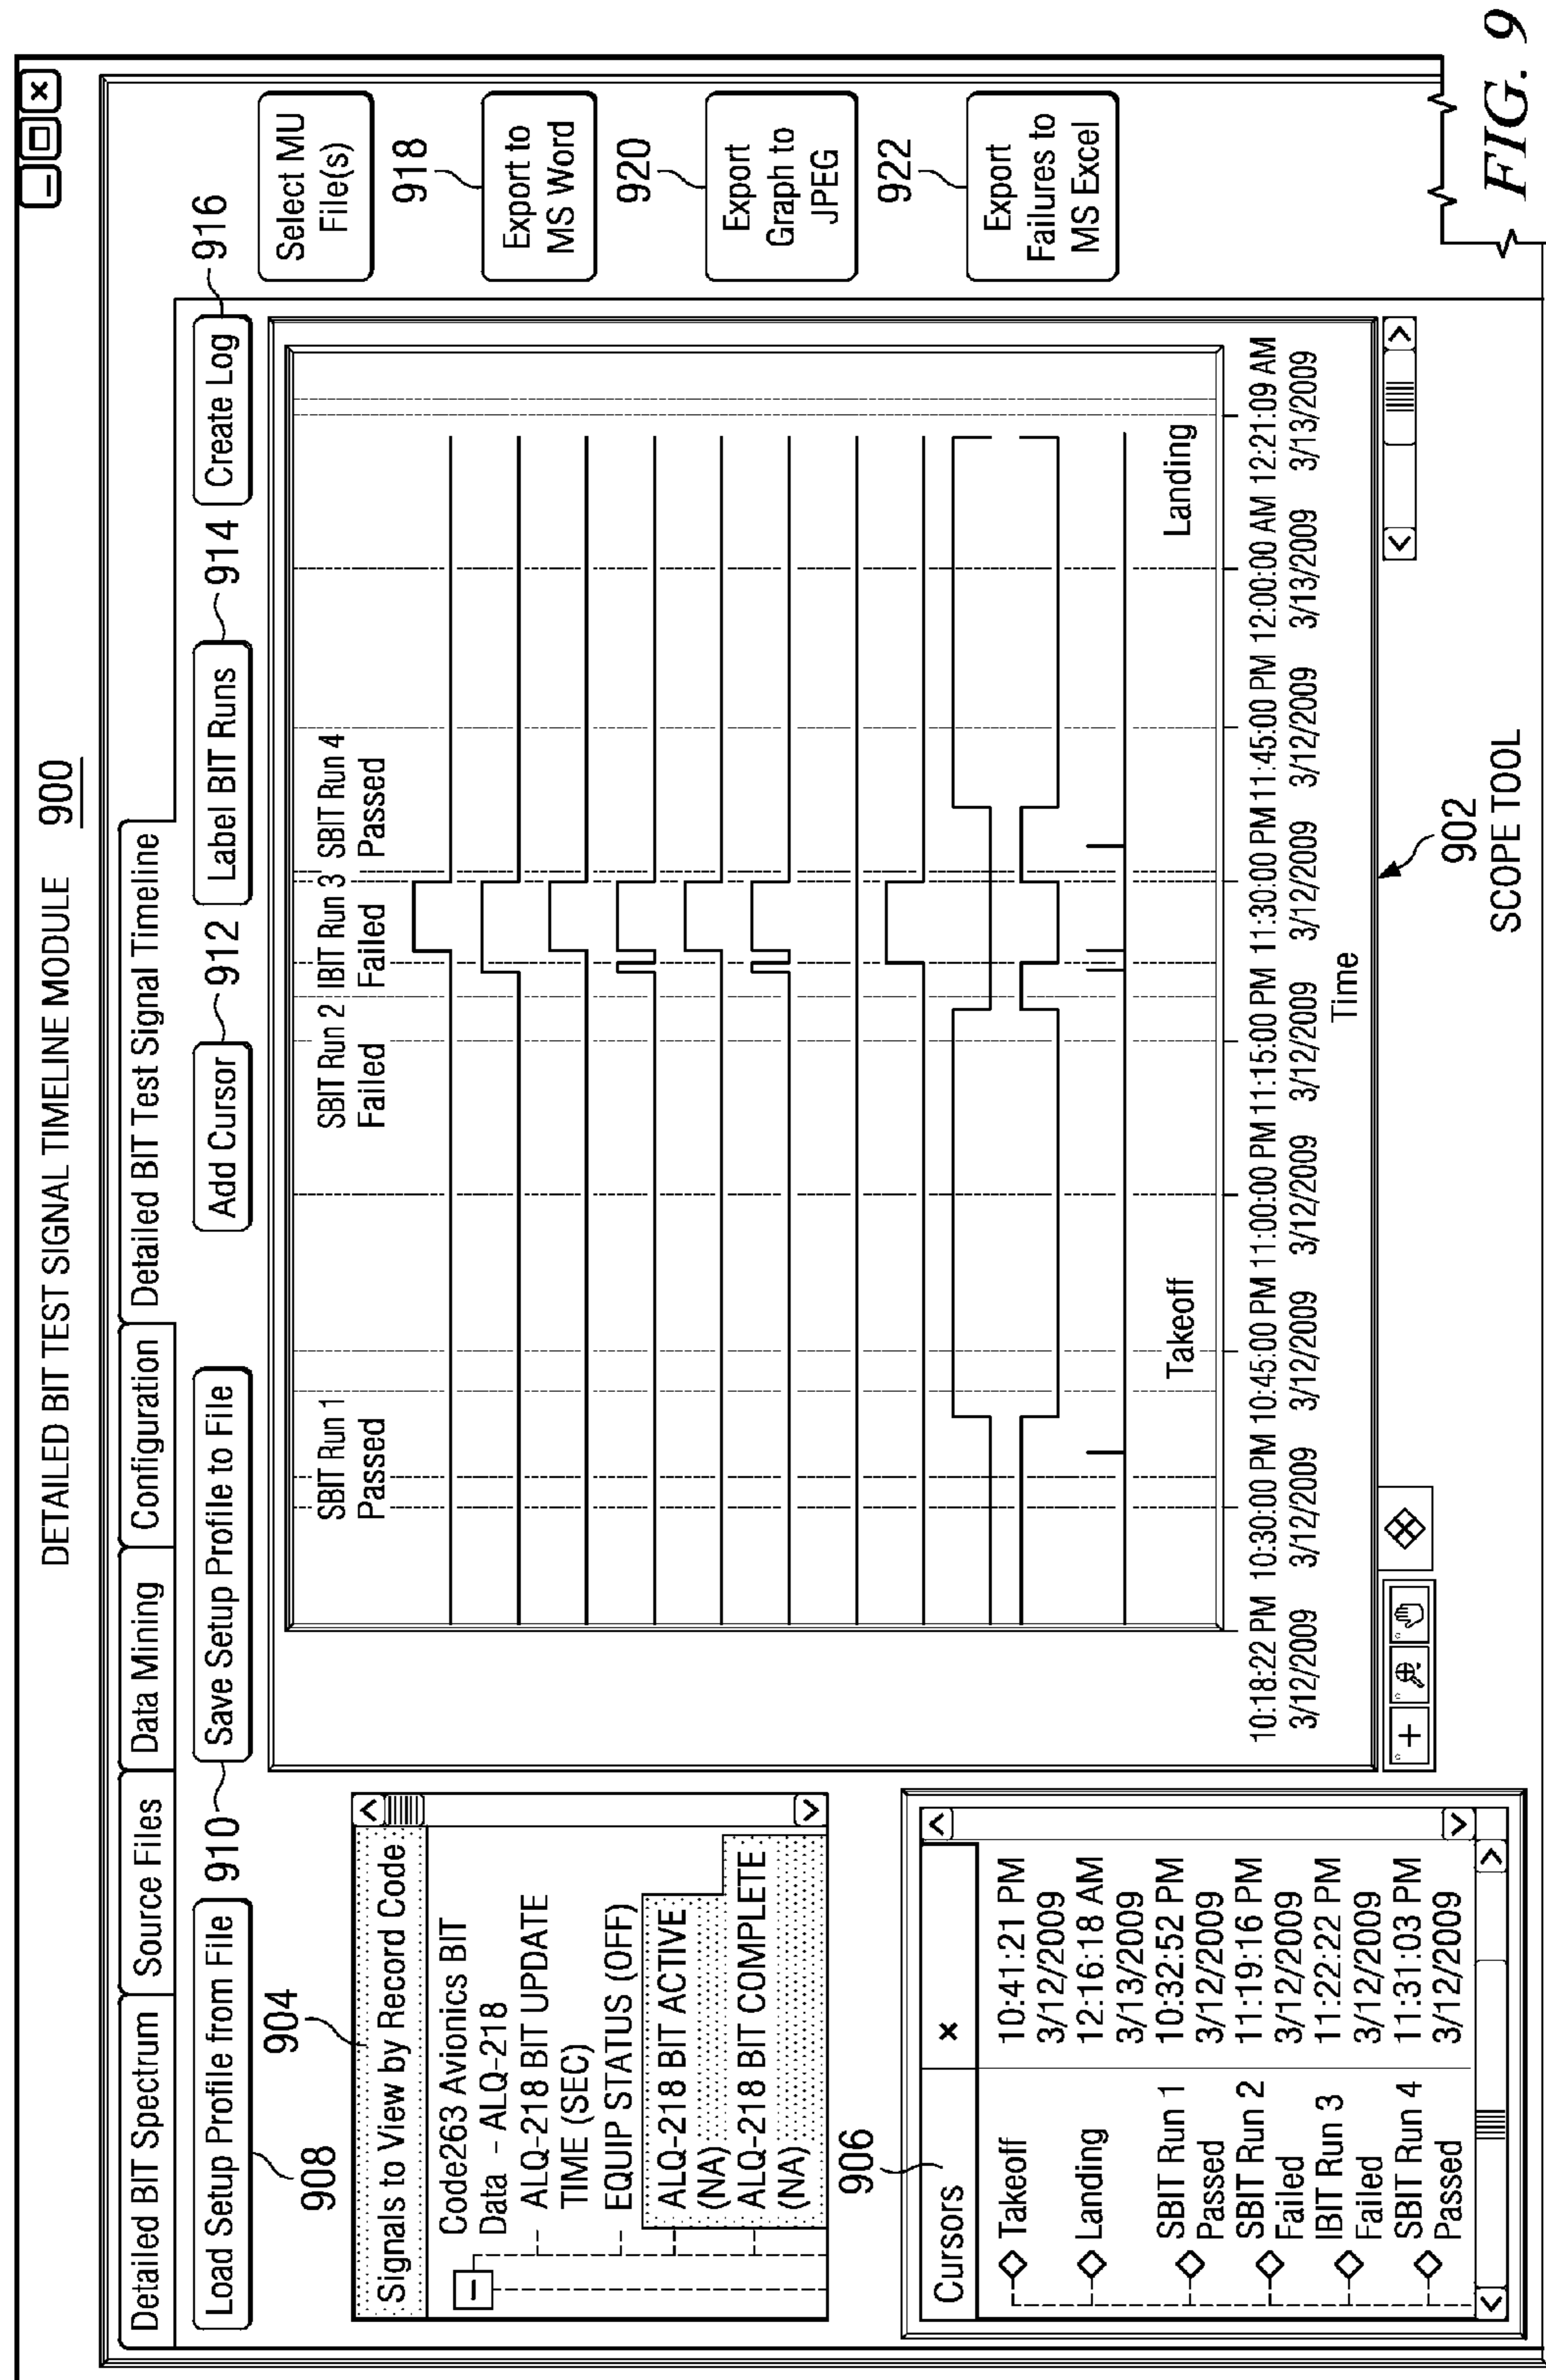 DETAILED BIT TEST SIGNAL TIMELINE MODULE 900
Detailed BIT Spectrum
Source Files
Data Mining
Configuration
Detailed BIT Test Signal Timeline
Load Setup Profile from File
910
Save Setup Profile to File
Add Cursor
912
Label BIT Runs
914
Create Log
916
908
904
Signals to View by Record Code
Code263 Avionics BIT
Data - ALQ-218
ALQ-218 BIT UPDATE
TIME (SEC)
EQUIP STATUS (OFF)
ALQ-218 BIT ACTIVE
(NA)
ALQ-218 BIT COMPLETE
(NA)
906
Cursors
x
Takeoff
10:41:21 PM
3/12/2009
Landing
12:16:18 AM
3/13/2009
SBIT Run 1
10:32:52 PM
Passed
3/12/2009
SBIT Run 2
11:19:16 PM
Failed
3/12/2009
IBIT Run 3
11:22:22 PM
Failed
3/12/2009
SBIT Run 4
11:31:03 PM
Passed
3/12/2009
SBIT Run 1
Passed
SBIT Run 2
Failed
IBIT Run 3
Failed
SBIT Run 4
Passed
Takeoff
Landing
10:18:22 PM 10:30:00 PM 10:45:00 PM 11:00:00 PM 11:15:00 PM 11:30:00 PM 11:45:00 PM 12:00:00 AM 12:21:09 AM
3/12/2009 3/12/2009 3/12/2009 3/12/2009 3/12/2009 3/12/2009 3/12/2009 3/13/2009 3/13/2009
Time
902
SCOPE TOOL
Select MU
File(s)
918
Export to
MS Word
920
Export
Graph to
JPEG
922
Export
Failures to
MS Excel
FIG. 9